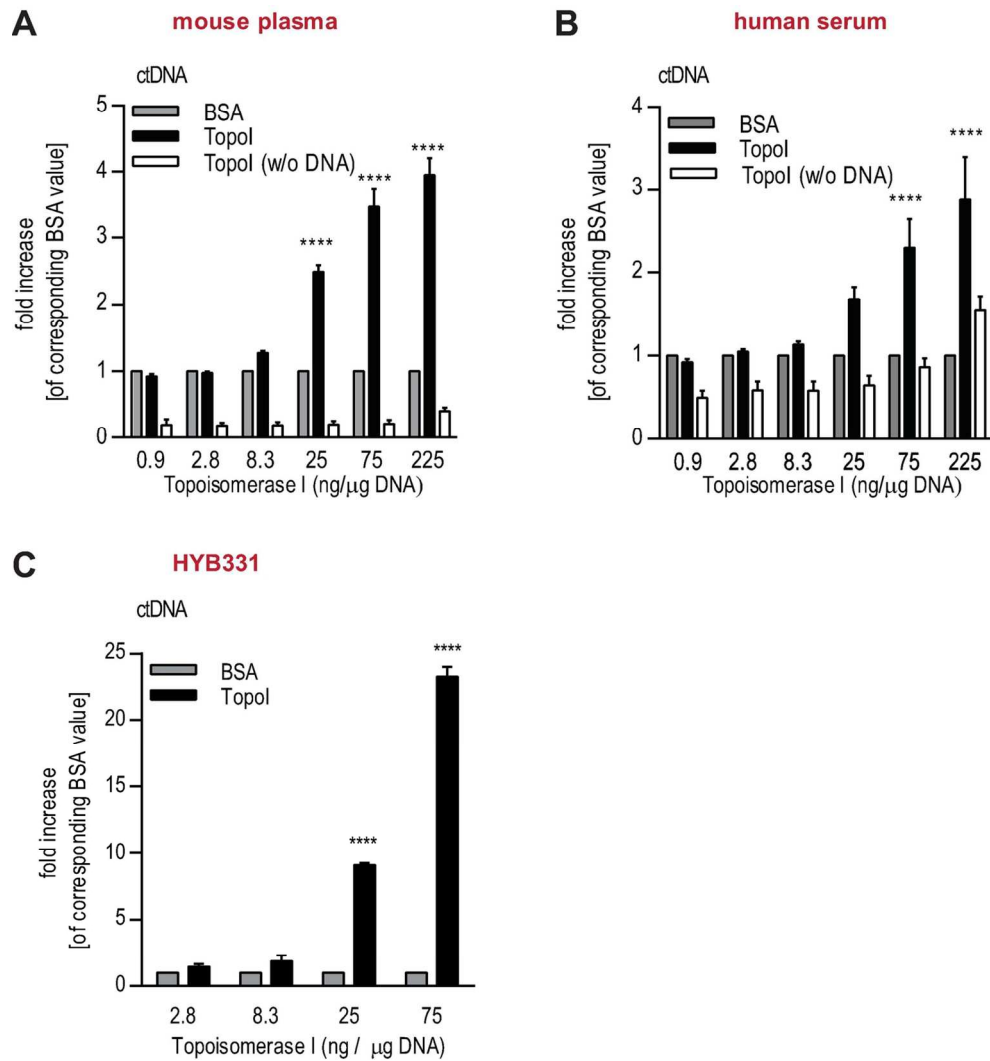 A mouse plasma
ctDNA
BSA
TopoI
TopoI (w/o DNA)
fold increase
[of corresponding BSA value]
5
4
3
2
1
0
**** **** ****
0.9 2.8 8.3 25 75 225
Topoisomerase I (ng/μg DNA)
B human serum
ctDNA
BSA
TopoI
TopoI (w/o DNA)
fold increase
[of corresponding BSA value]
4
3
2
1
0
**** ****
0.9 2.8 8.3 25 75 225
Topoisomerase I (ng/μg DNA)
C HYB331
ctDNA
BSA
TopoI
fold increase
[of corresponding BSA value]
25
20
15
10
5
0
**** ****
2.8 8.3 25 75
Topoisomerase I (ng / μg DNA)